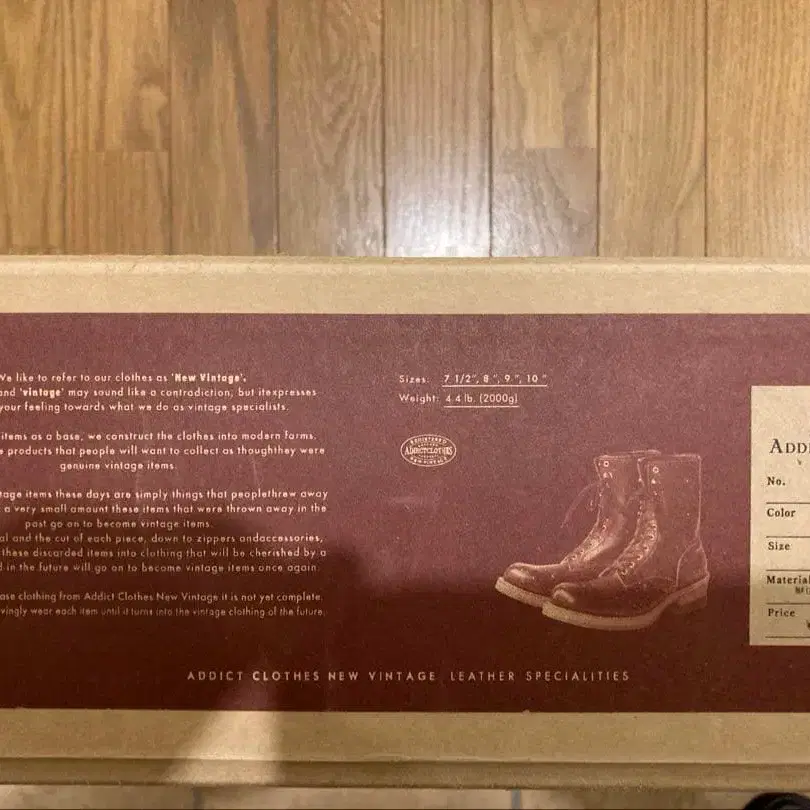 We like to refer to our clothes as 'New Vintage'.
and 'vintage' may sound like a contradiction, but itexpresses
your feeling towards what we do as vintage specialists.
items as a base, we construct the clothes into modern forms.
products that people will want to collect as thoughthey were
genuine vintage items.
tage items these days are simply things that peoplethrew away
a very small amount these items that were thrown away in the
past go on to become vintage items.
al and the cut of each piece, down to zippers andaccessories,
these discarded items into clothing that will be cherished by a
d in the future will go on to become vintage items once again.
ase clothing from Addict Clothes New Vintage it is not yet complete.
vingly wear each item until it turns into the vintage clothing of the future.
Sizes: 7 1/2", 8", 9", 10"
Weight: 4.4 lb. (2000g)
REGISTERED
ADDICTCLOTHES
NEW VINTAGE
ADDICT CLOTHES NEW VINTAGE LEATHER SPECIALITIES
ADDI
No.
Color
Size
Material
Price